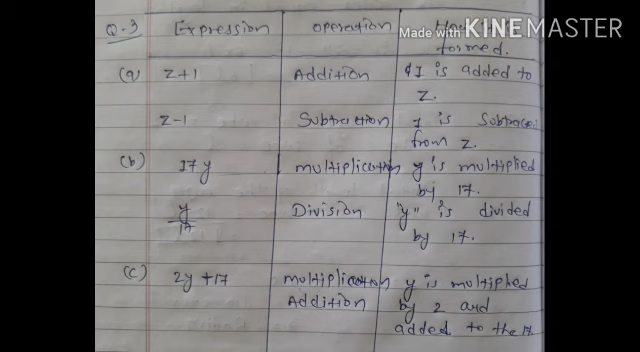 Made with KINEMASTER
Q.3 Expression operation
formed.
(a) z+1 Addition 1 is added to
z.
z-1 Subtraction 1 is Subtrac
from z.
(b) 17y multiplication y is multiplied
by 17.
y/17 Division "y" is divided
by 17.
(c) 2y+17 multiplication y is multiplied
Addition by 2 and
added to the 17.